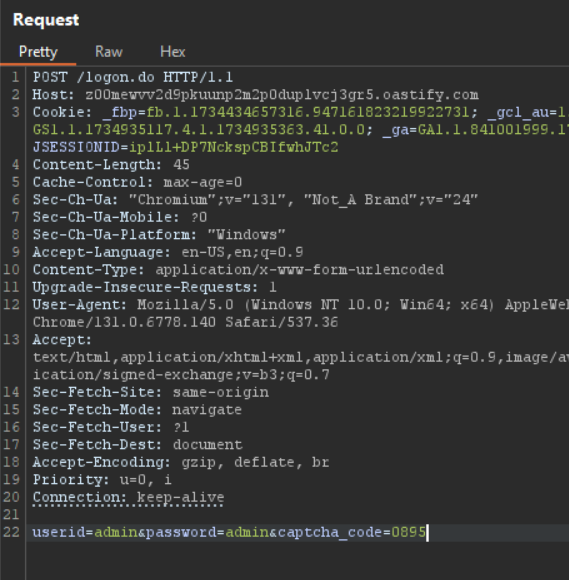 Request
Pretty Raw Hex
1 POST /logon.do HTTP/1.1
2 Host: z00mewvv2d9pkuunp2m2p0duplvcj3gr5.oastify.com
3 Cookie: _fbp=fb.1.1734434657316.947161823219922731; _gcl_au=1.
GS1.1.1734935117.4.1.1734935363.41.0.0; _ga=GA1.1.841001999.17
JSESSIONID=iplLl+DP7NckspCBIfwhJTc2
4 Content-Length: 45
5 Cache-Control: max-age=0
6 Sec-Ch-Ua: "Chromium";v="131", "Not_A Brand";v="24"
7 Sec-Ch-Ua-Mobile: ?0
8 Sec-Ch-Ua-Platform: "Windows"
9 Accept-Language: en-US,en;q=0.9
10 Content-Type: application/x-www-form-urlencoded
11 Upgrade-Insecure-Requests: 1
12 User-Agent: Mozilla/5.0 (Windows NT 10.0; Win64; x64) AppleWeb
Chrome/131.0.6778.140 Safari/537.36
13 Accept:
text/html,application/xhtml+xml,application/xml;q=0.9,image/av
ication/signed-exchange;v=b3;q=0.7
14 Sec-Fetch-Site: same-origin
15 Sec-Fetch-Mode: navigate
16 Sec-Fetch-User: ?1
17 Sec-Fetch-Dest: document
18 Accept-Encoding: gzip, deflate, br
19 Priority: u=0, i
20 Connection: keep-alive
21
22 userid=admin&password=admin&captcha_code=0895